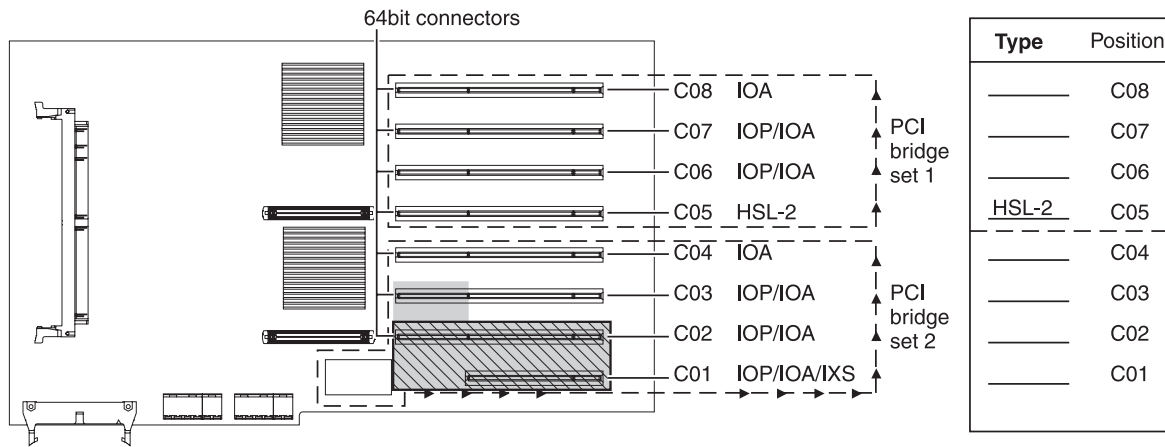 64bit connectors
C08 IOA
C07 IOP/IOA
C06 IOP/IOA
C05 HSL-2
PCI
bridge
set 1
C04 IOA
C03 IOP/IOA
C02 IOP/IOA
C01 IOP/IOA/IXS
PCI
bridge
set 2
Type Position
C08
C07
C06
HSL-2 C05
C04
C03
C02
C01